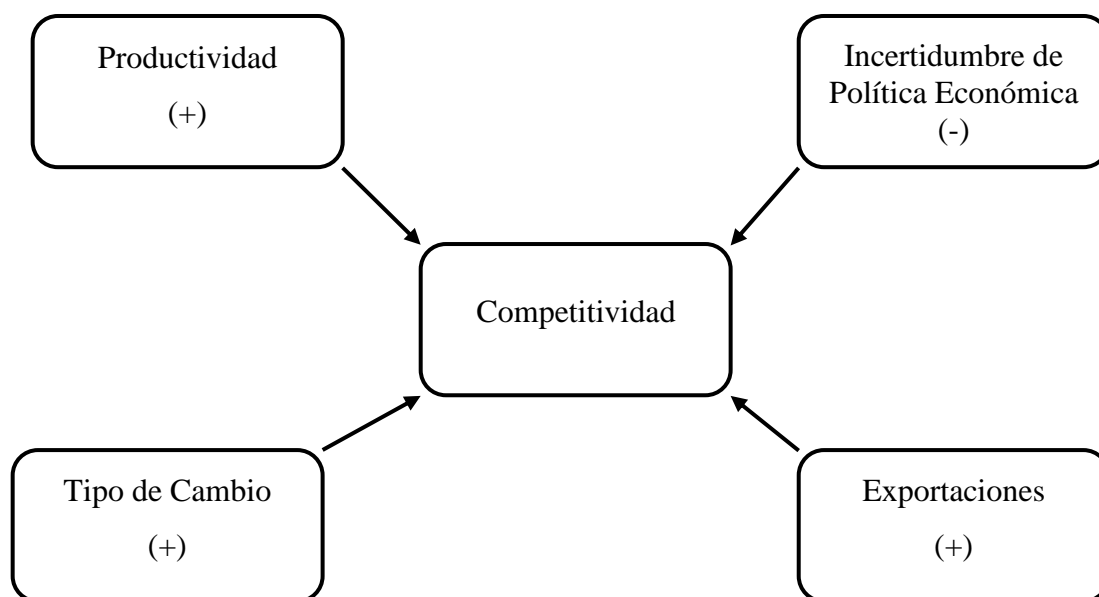 Productividad
(+)
Incertidumbre de
Política Económica
(-)
Competitividad
Tipo de Cambio
(+)
Exportaciones
(+)